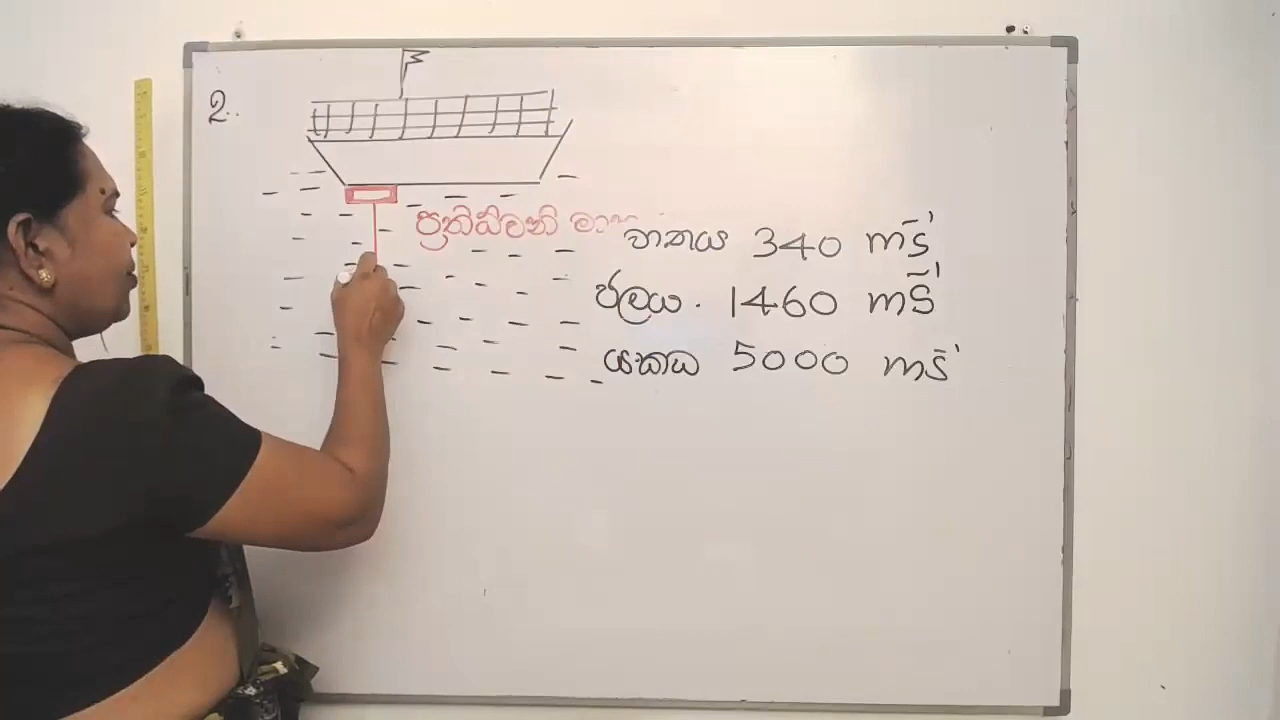 2.
ප්‍රතිධ්වනි
වාතය 340 ms⁻¹
ජලය . 1460 ms⁻¹
යකඩ 5000 ms⁻¹